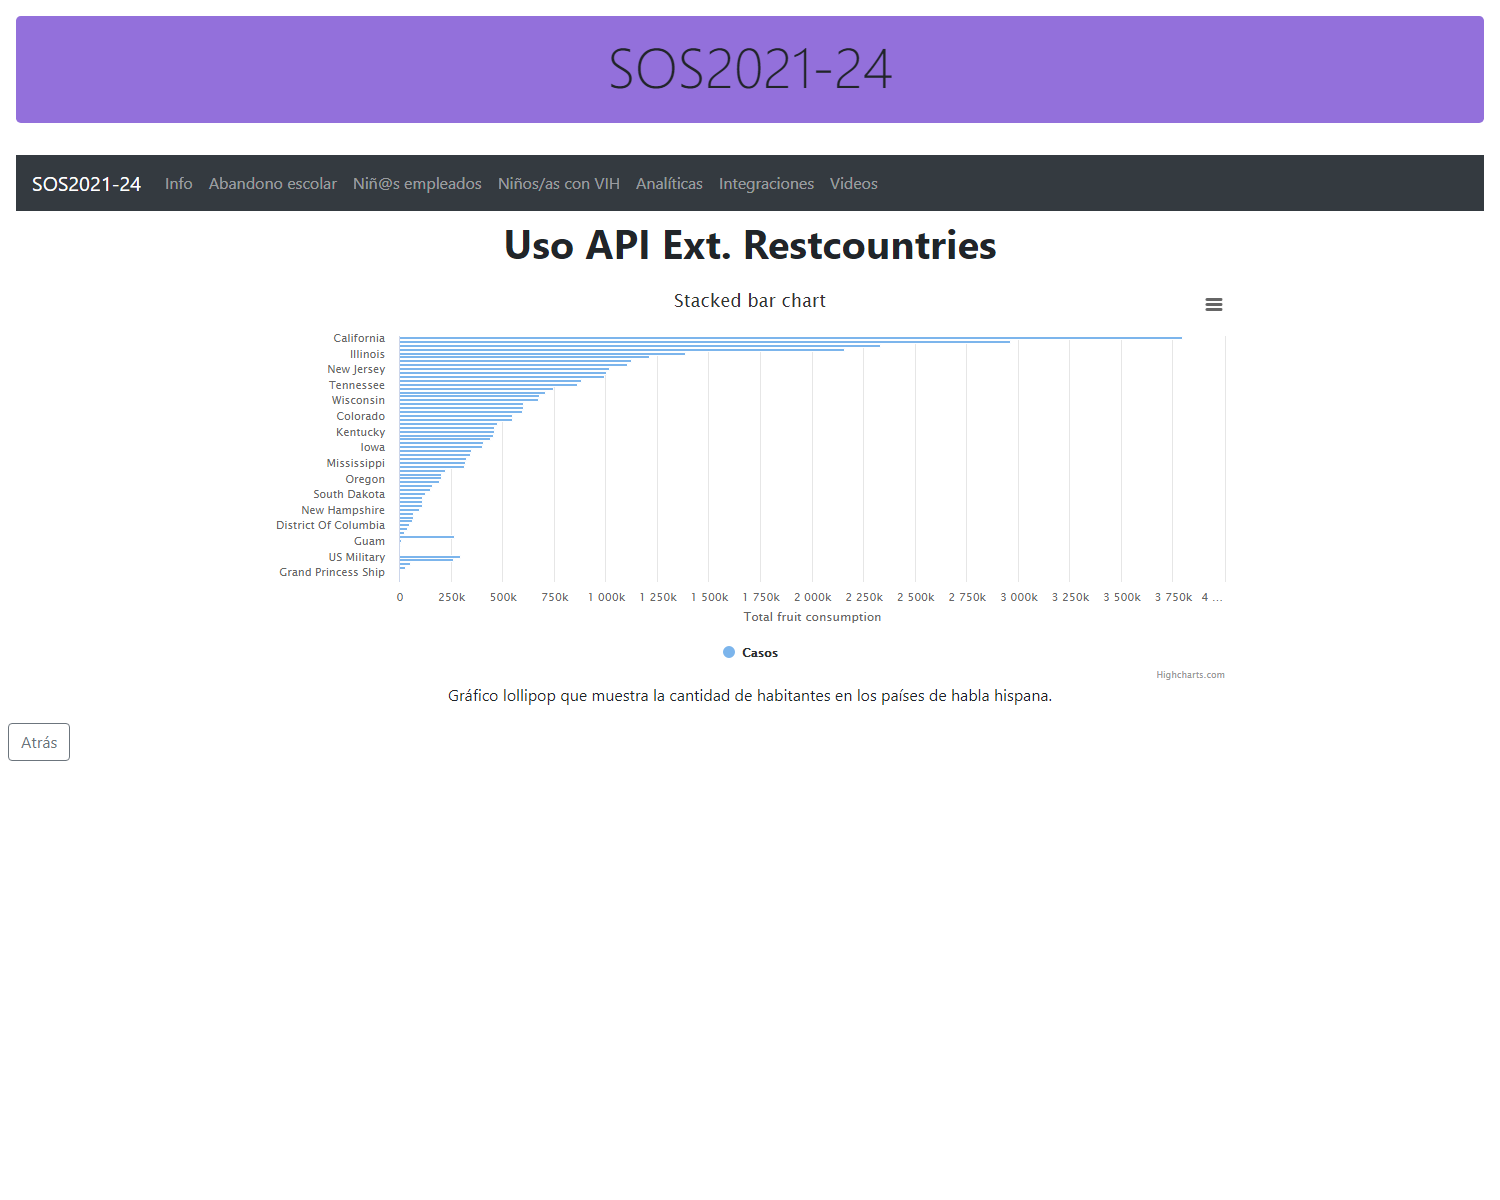 SOS2021-24
SOS2021-24 Info Abandono escolar Niñ@s empleados Niños/as con VIH Analíticas Integraciones Videos
Uso API Ext. Restcountries
Stacked bar chart
California
Illinois
New Jersey
Tennessee
Wisconsin
Colorado
Kentucky
Iowa
Mississippi
Oregon
South Dakota
New Hampshire
District Of Columbia
Guam
US Military
Grand Princess Ship
0 250k 500k 750k 1 000k 1 250k 1 500k 1 750k 2 000k 2 250k 2 500k 2 750k 3 000k 3 250k 3 500k 3 750k 4 ...
Total fruit consumption
Casos
Highcharts.com
Gráfico lollipop que muestra la cantidad de habitantes en los países de habla hispana.
Atrás